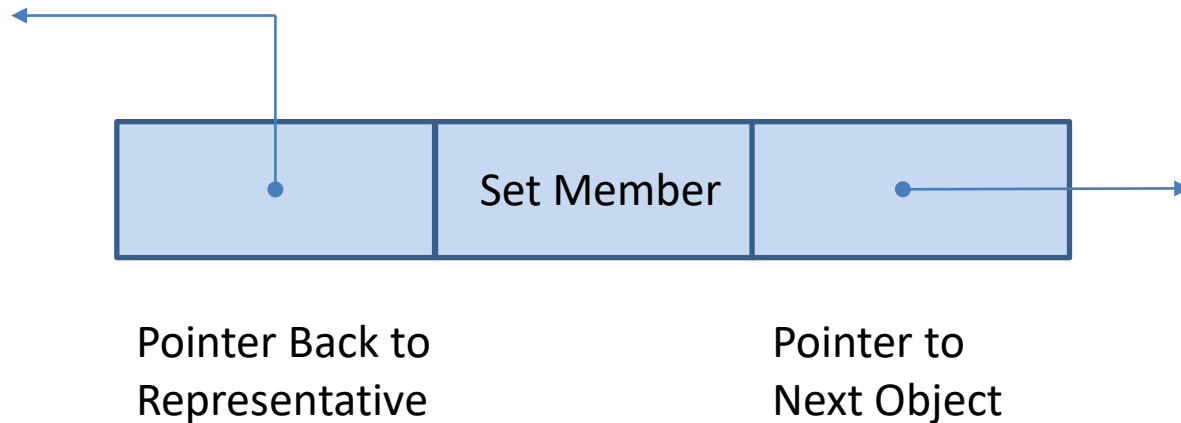 Set Member
Pointer Back to
Representative
Pointer to
Next Object